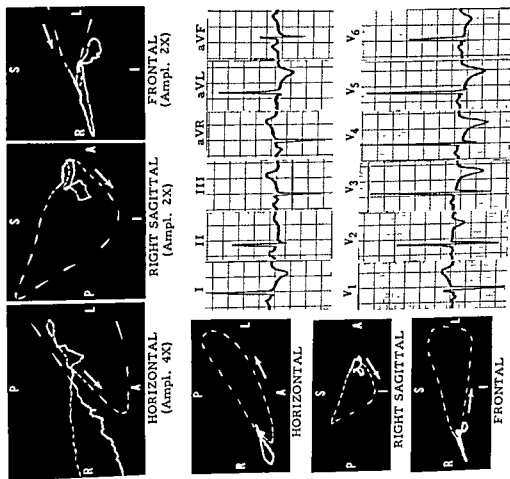 P
R L
A
HORIZONTAL
(Ampl. 4X)
S
P A
I
RIGHT SAGITTAL
(Ampl. 2X)
S
R L
I
FRONTAL
(Ampl. 2X)
P
R L
A
HORIZONTAL
S
P A
I
RIGHT SAGITTAL
S
R L
I
FRONTAL
I II III aVR aVL aVF
V1 V2 V3 V4 V5 V6